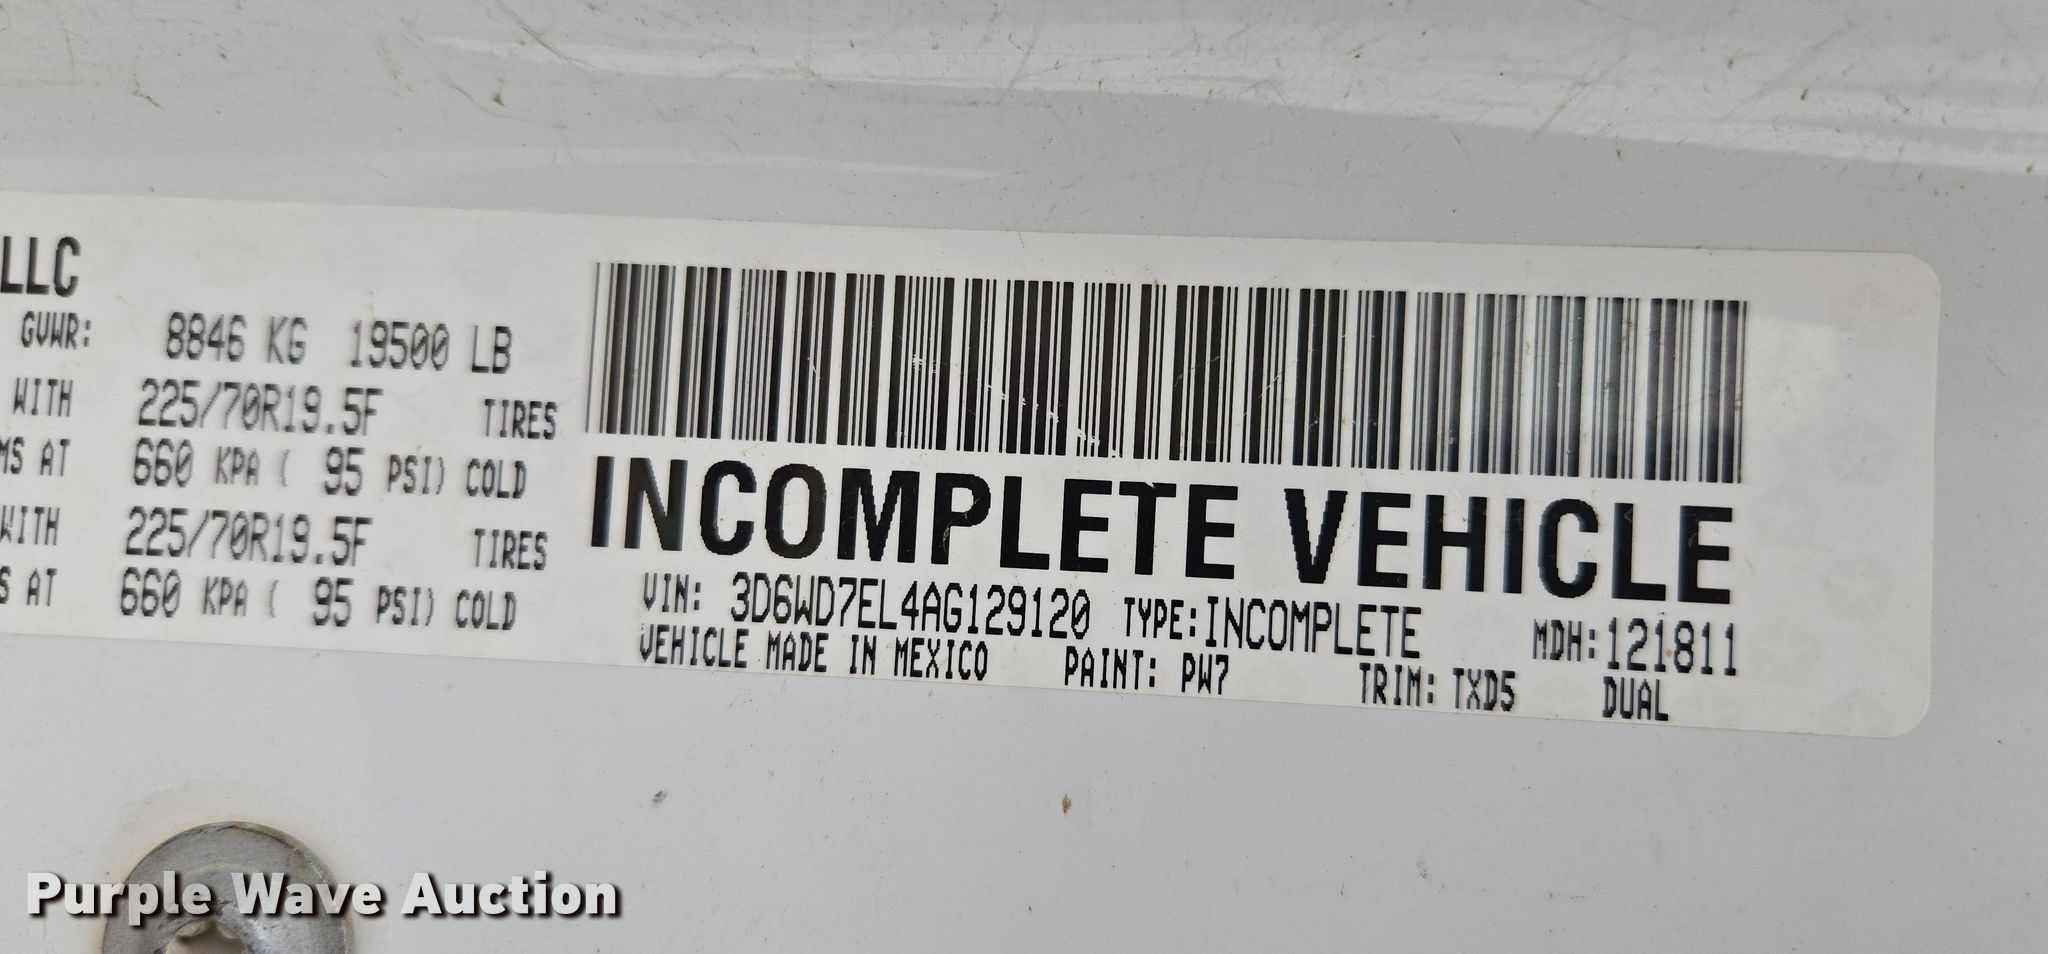 LLC
GVWR: 8846 KG 19500 LB
WITH 225/70R19.5F TIRES
MS AT 660 KPA ( 95 PSI) COLD
WITH 225/70R19.5F TIRES
S AT 660 KPA ( 95 PSI) COLD
INCOMPLETE VEHICLE
VIN: 3D6WD7EL4AG129120 TYPE: INCOMPLETE MDH: 121811
VEHICLE MADE IN MEXICO PAINT: PW7 TRIM: TXD5 DUAL
Purple Wave Auction